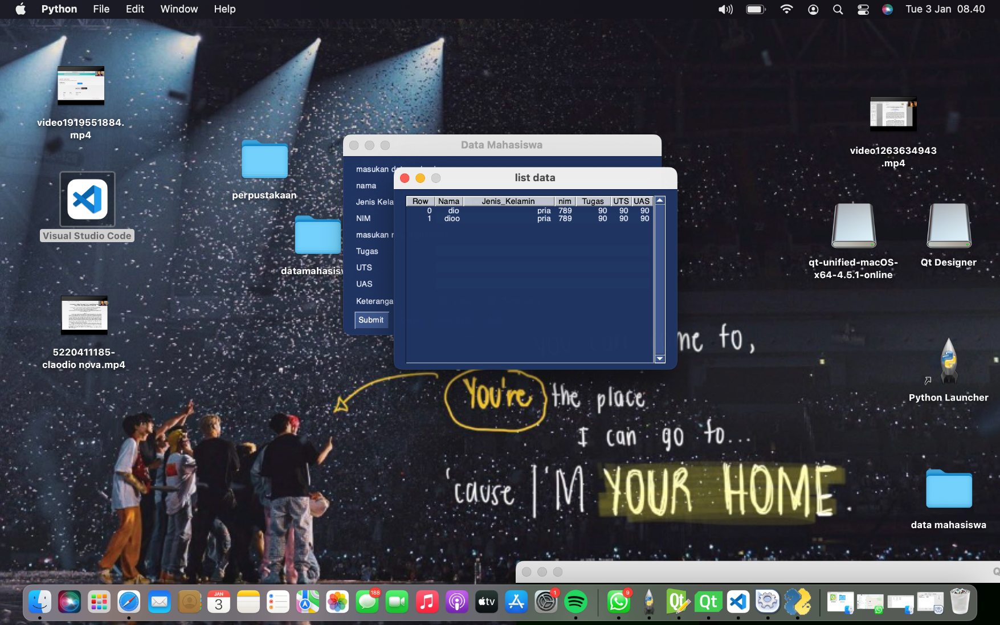 Python File Edit Window Help
Tue 3 Jan 08.40
video1919551884.
mp4
Visual Studio Code
5220411185-
claodio nova.mp4
perpustakaan
datamahasisw
Data Mahasiswa
masukan
nama
Jenis Kela
NIM
masukan
Tugas
UTS
UAS
Keteranga
Submit
list data
Row Nama Jenis_Kelamin nim Tugas UTS UAS
0 dio pria 789 90 90 90
1 dioo pria 789 90 90 90
video1263634943
.mp4
qt-unified-macOS-
x64-4.5.1-online
Qt Designer
Python Launcher
data mahasiswa
me to,
You're the place
I can go to...
'cause I'M YOUR HOME.
JAN
3
188
tv
1
9
Qt
Qt